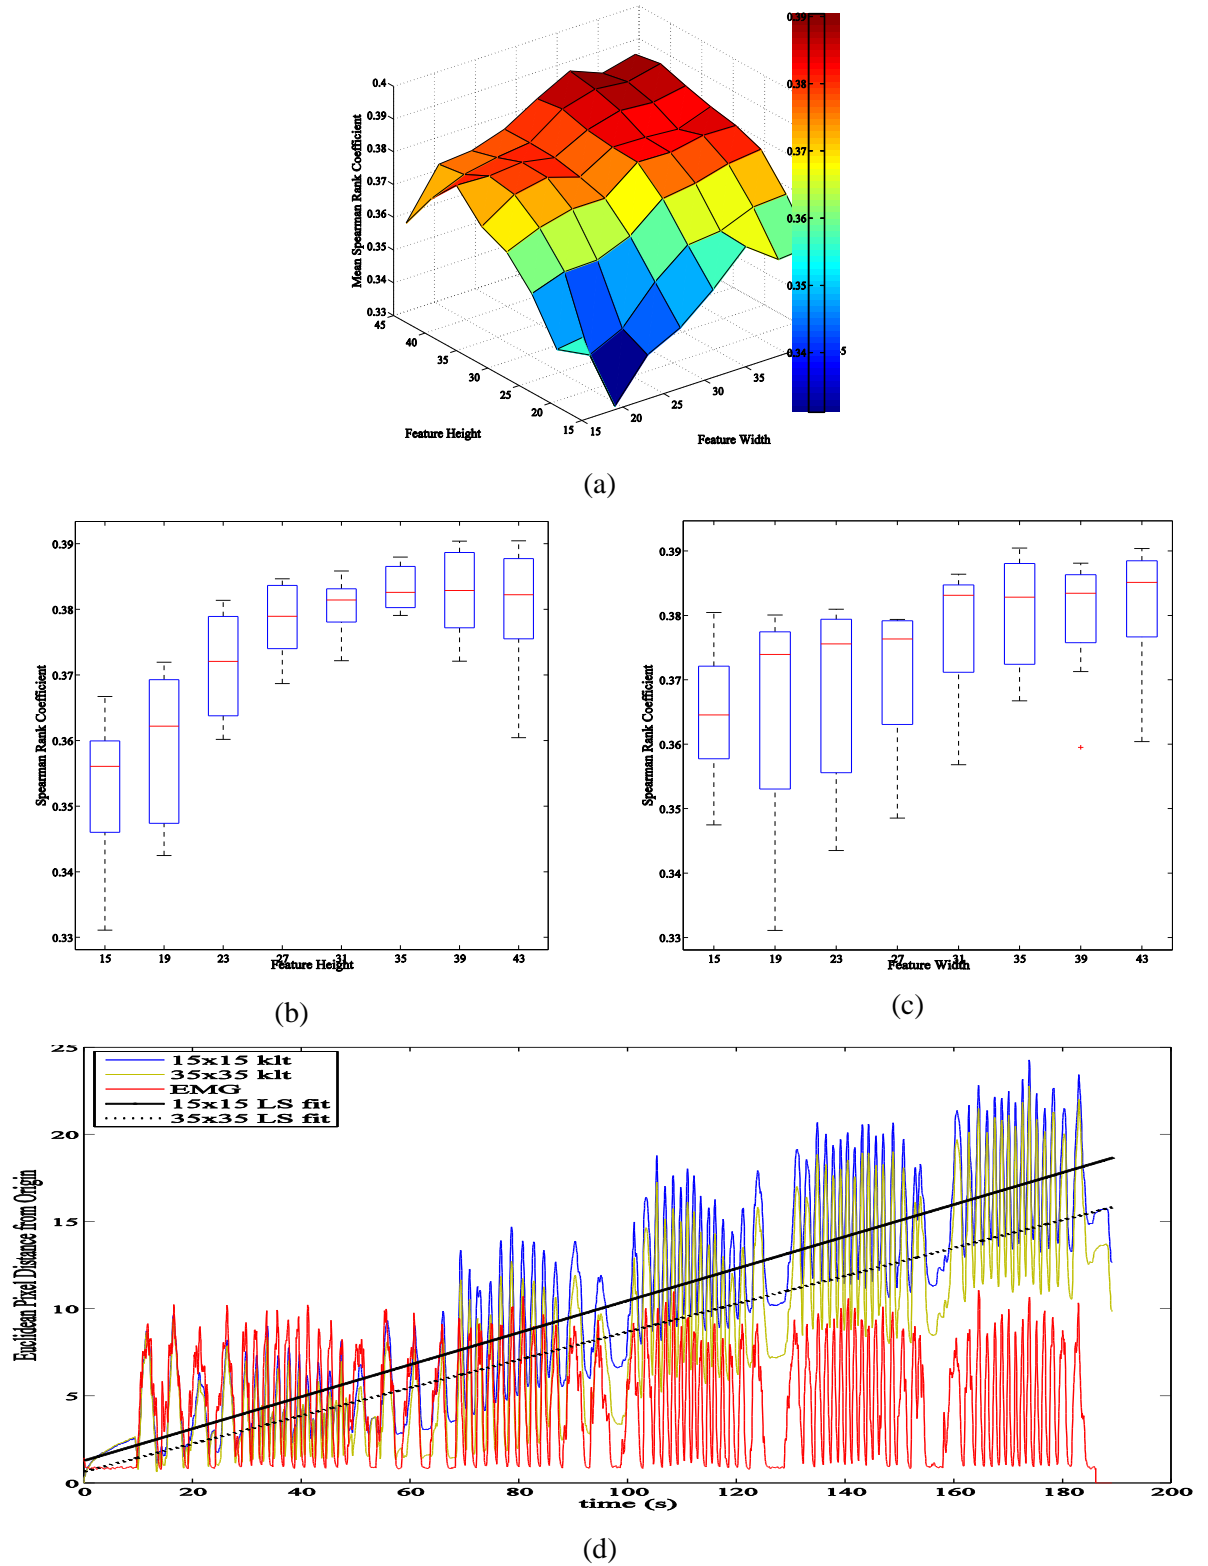 0.4
0.39
0.38
0.37
0.36
0.35
0.34
0.33
Mean Spearman Rank Coefficient
45
40
35
30
25
20
15
Feature Height
15
20
25
30
35
Feature Width
0.39
0.38
0.37
0.36
0.35
0.34
5
(a)
0.39
0.38
0.37
0.36
0.35
0.34
0.33
Spearman Rank Coefficient
15 19 23 27 31 35 39 43
Feature Height
(b)
0.39
0.38
0.37
0.36
0.35
0.34
0.33
Spearman Rank Coefficient
15 19 23 27 31 35 39 43
Feature Width
(c)
25
20
15
10
5
0
Euclidean Pixel Distance from Origin
15x15 klt
35x35 klt
EMG
15x15 LS fit
35x35 LS fit
0 20 40 60 80 100 120 140 160 180 200
time (s)
(d)